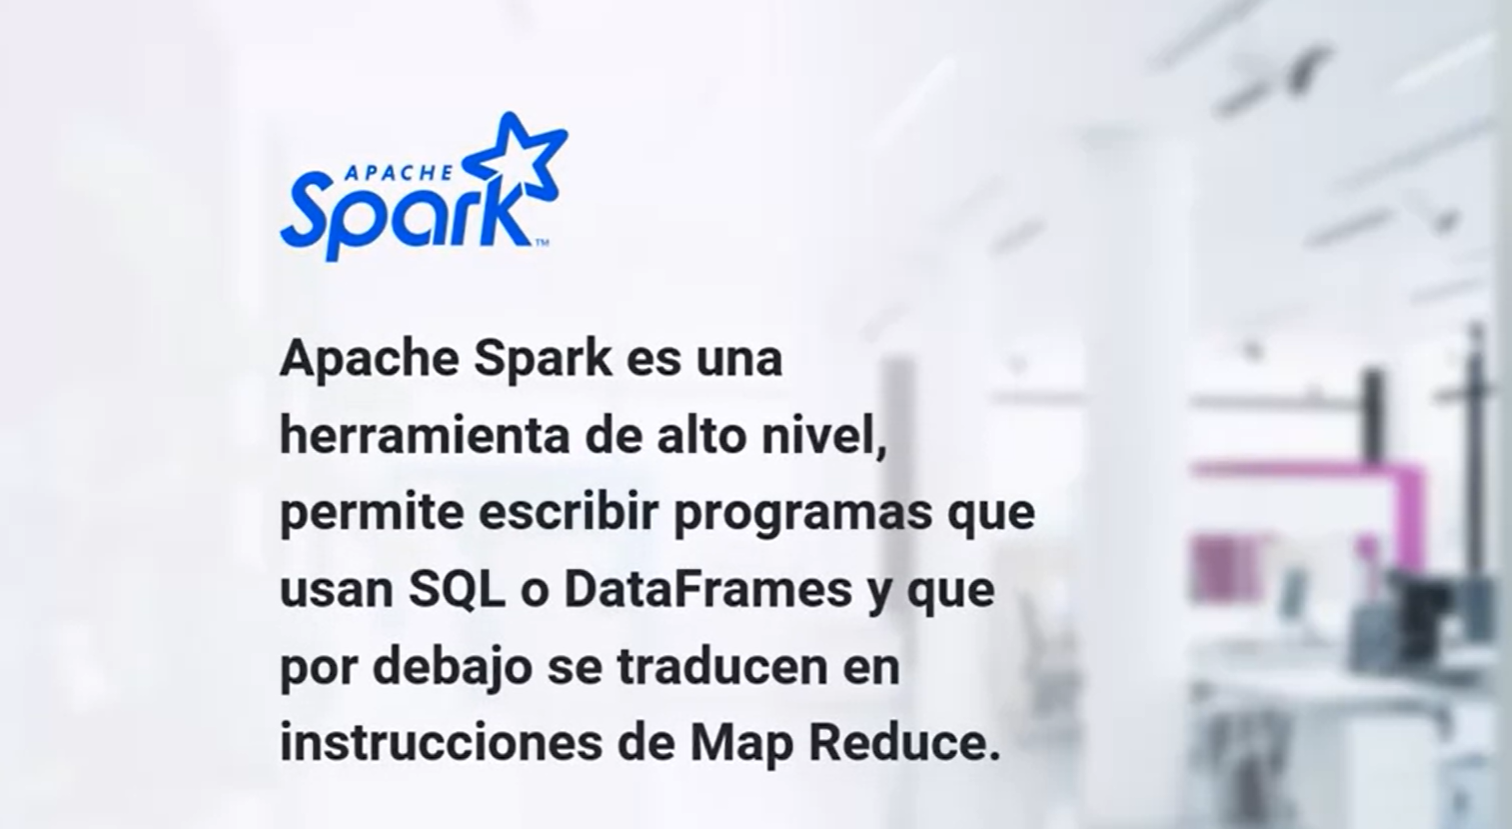 APACHE
Spark™
Apache Spark es una
herramienta de alto nivel,
permite escribir programas que
usan SQL o DataFrames y que
por debajo se traducen en
instrucciones de Map Reduce.